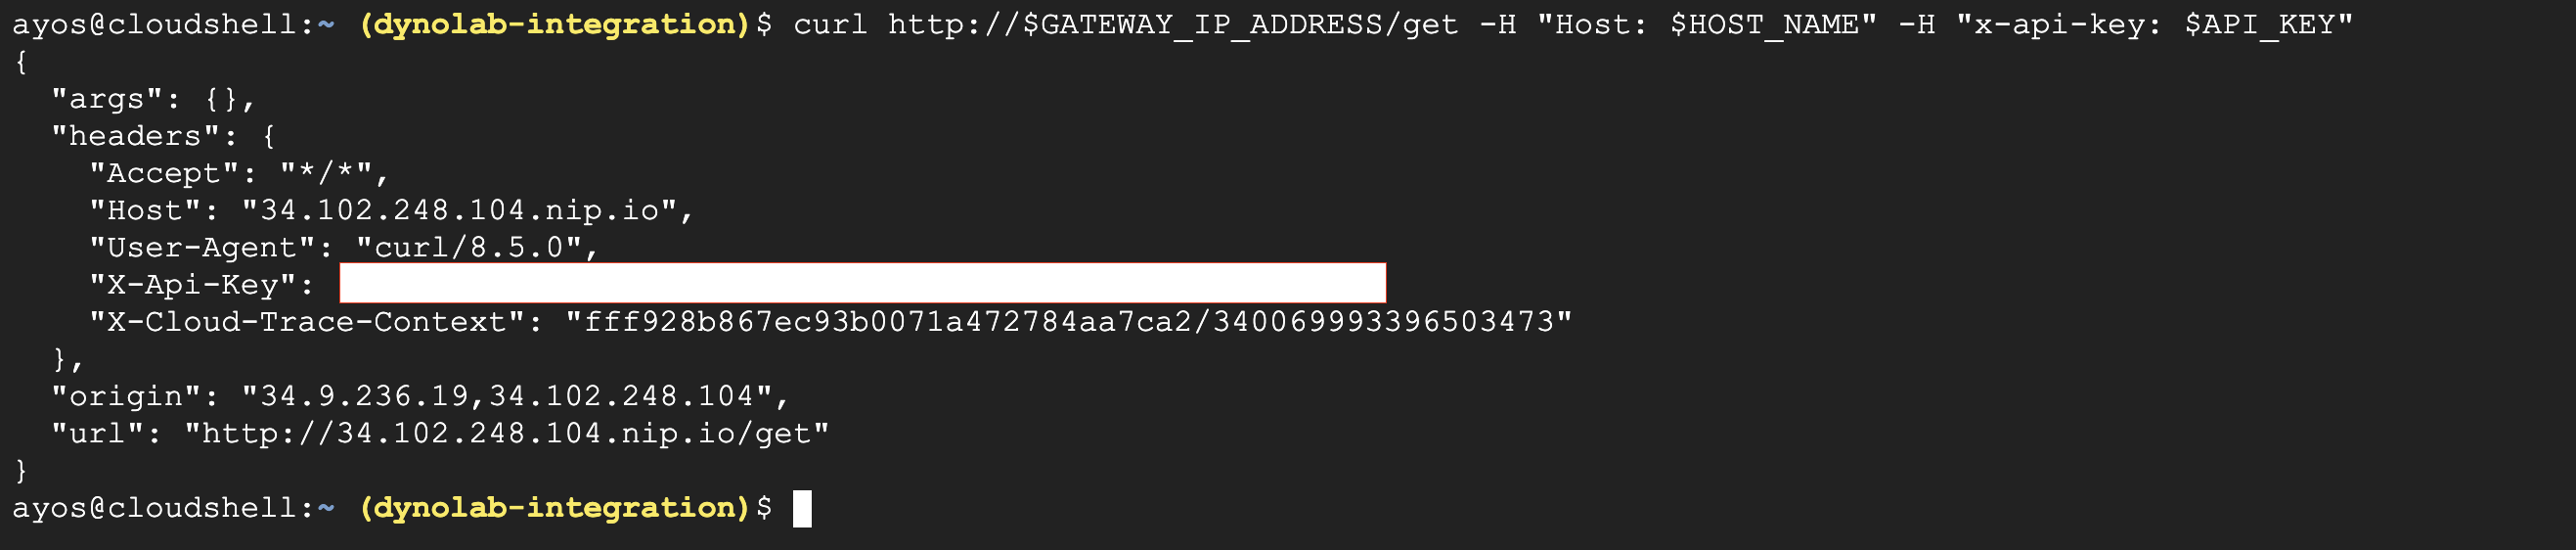 ayos@cloudshell:~ (dynolab-integration)$ curl http://$GATEWAY_IP_ADDRESS/get -H "Host: $HOST_NAME" -H "x-api-key: $API_KEY"
{
  "args": {},
  "headers": {
    "Accept": "*/*",
    "Host": "34.102.248.104.nip.io",
    "User-Agent": "curl/8.5.0",
    "X-Api-Key":
    "X-Cloud-Trace-Context": "fff928b867ec93b0071a472784aa7ca2/340069993396503473"
  },
  "origin": "34.9.236.19,34.102.248.104",
  "url": "http://34.102.248.104.nip.io/get"
}
ayos@cloudshell:~ (dynolab-integration)$